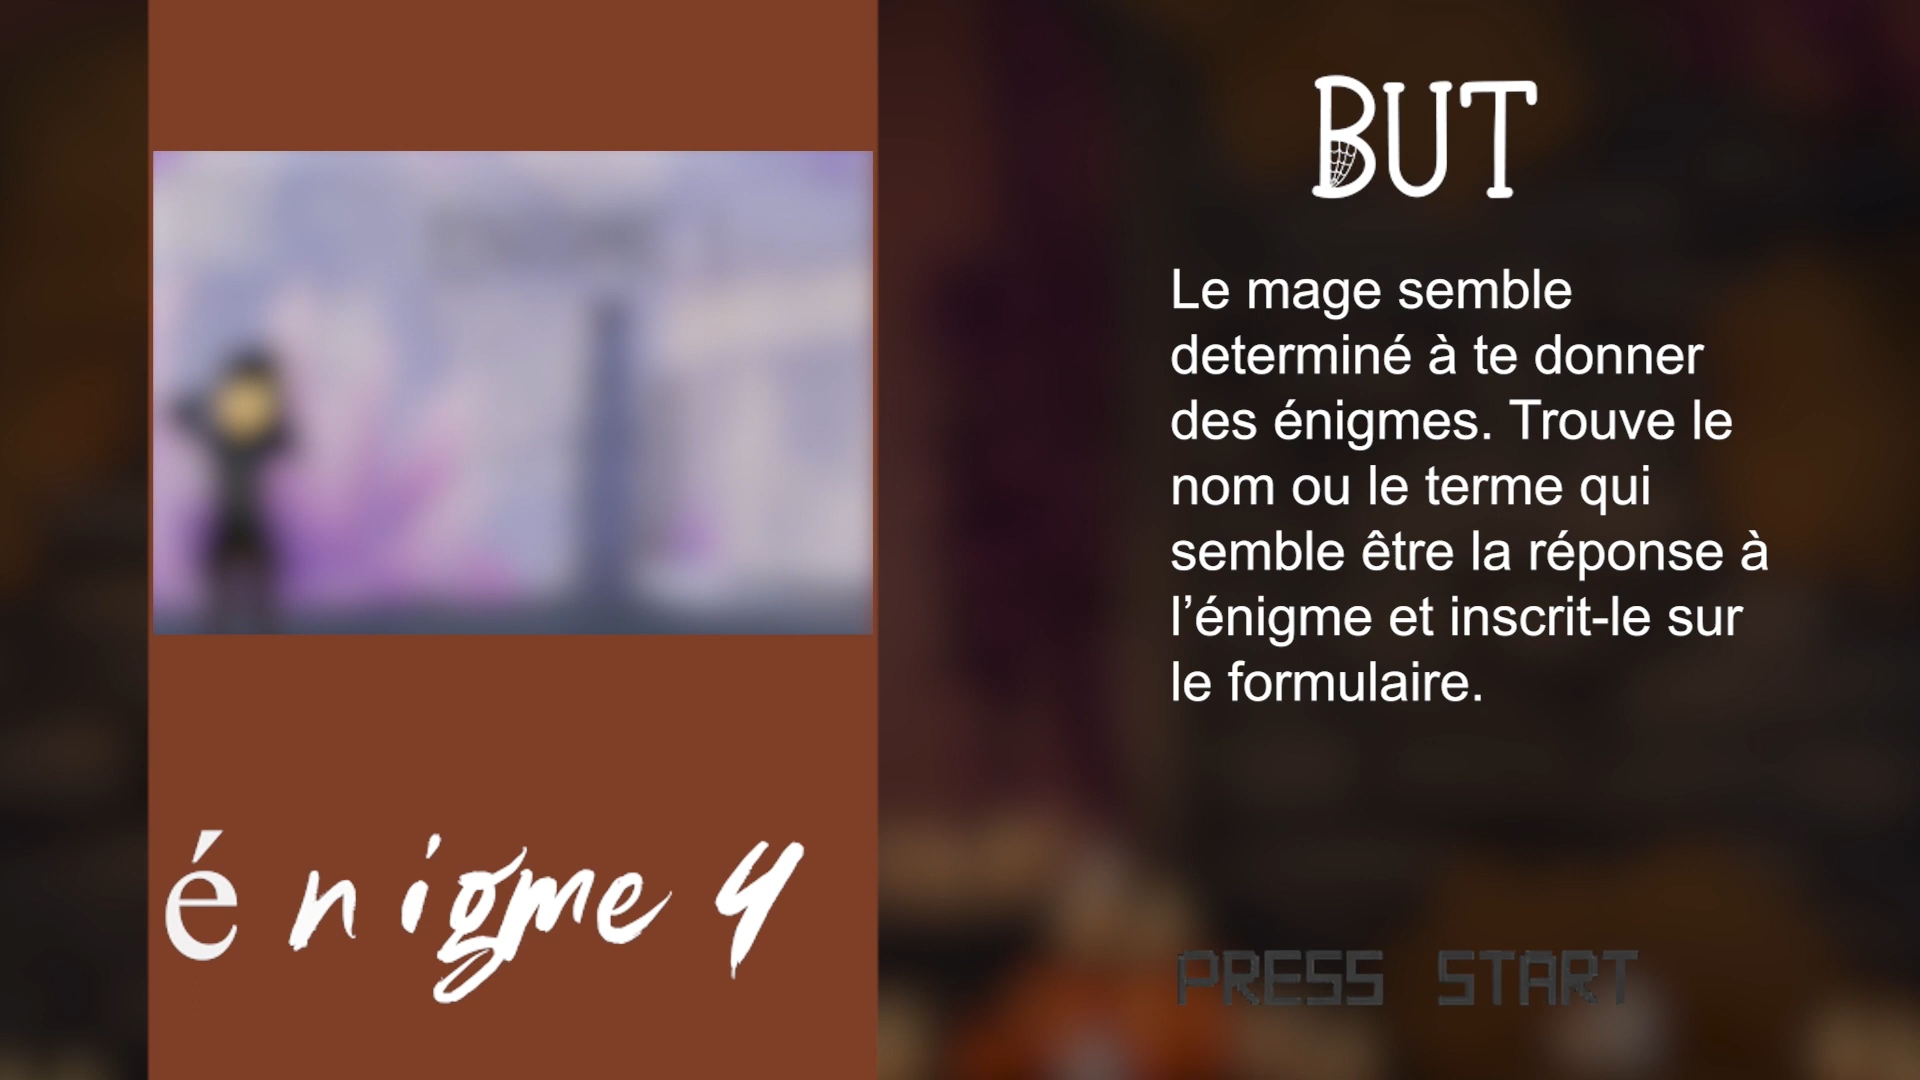 BUT
Le mage semble
determiné à te donner
des énigmes. Trouve le
nom ou le terme qui
semble être la réponse à
l’énigme et inscrit-le sur
le formulaire.
énigme 4
PRESS START